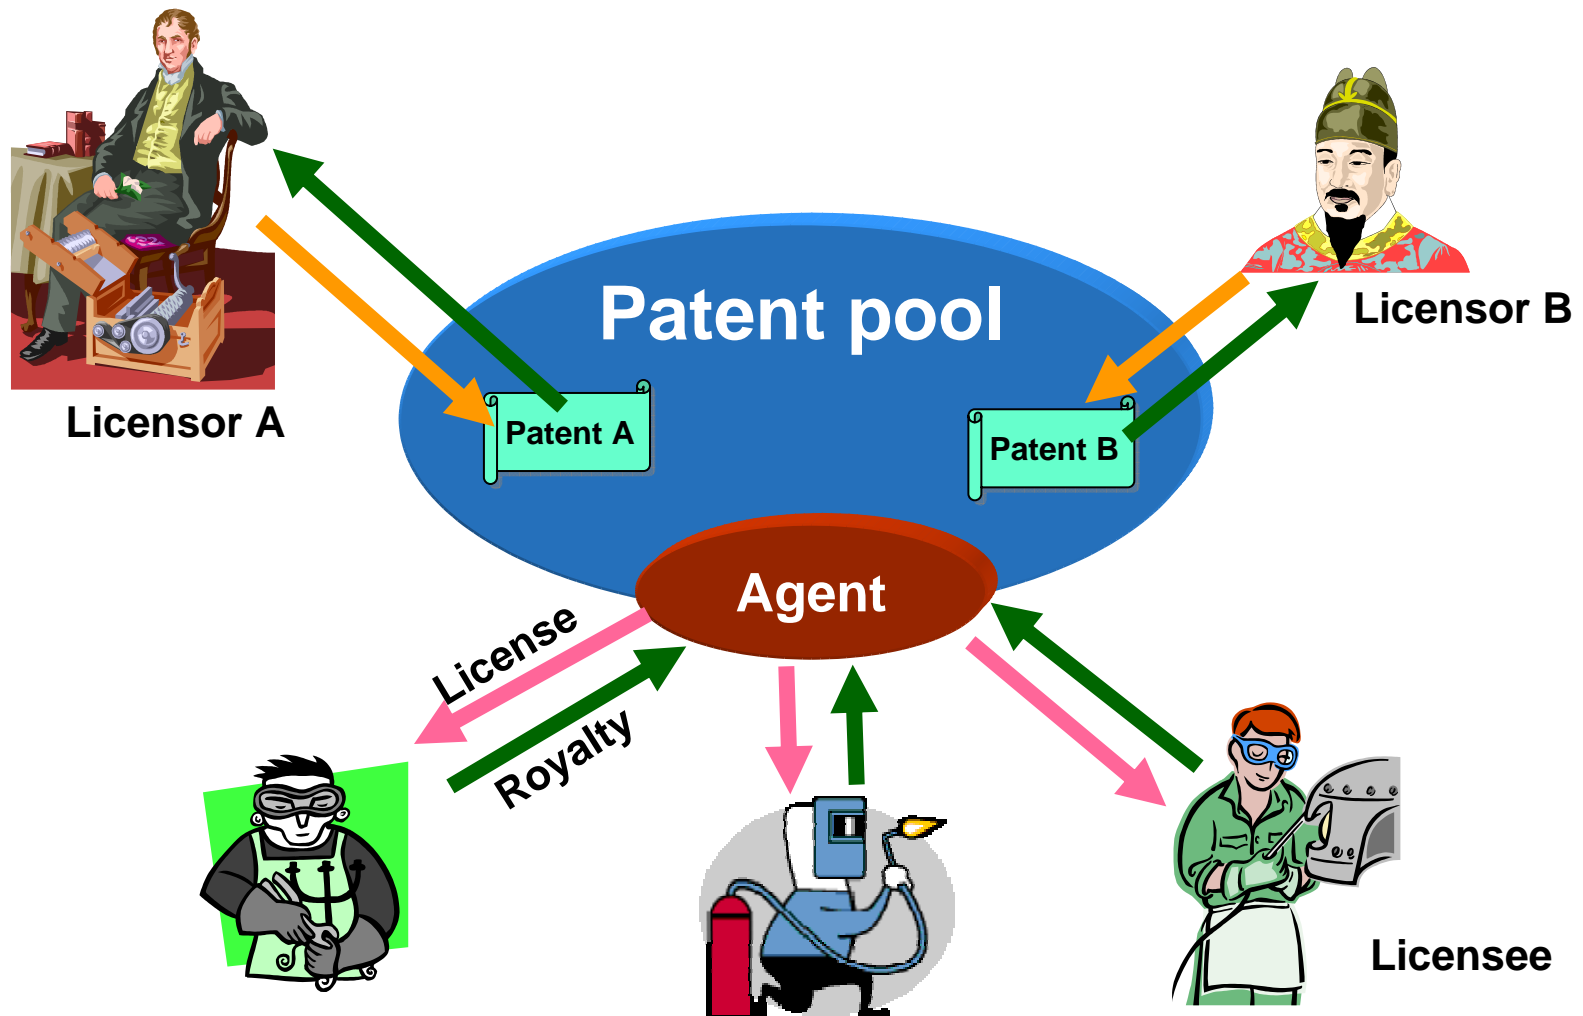 Patent pool
Licensor B
Licensor A
Patent A
Patent B
Agent
License
Royalty
Licensee